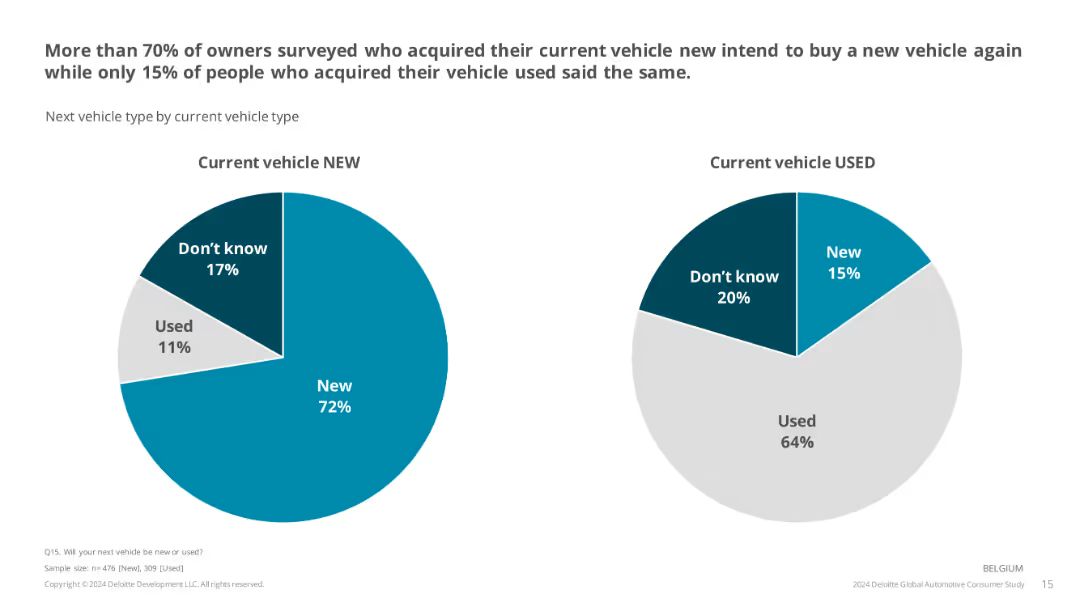 More than 70% of owners surveyed who acquired their current vehicle new intend to buy a new vehicle again
while only 15% of people who acquired their vehicle used said the same.
Next vehicle type by current vehicle type
Current vehicle NEW
Don't know
17%
Used
11%
New
72%
Current vehicle USED
New
15%
Don't know
20%
Used
64%
Q15. Will your next vehicle be new or used?
Sample size: n= 476 [New], 309 [Used]
Copyright © 2024 Deloitte Development LLC. All rights reserved.
BELGIUM
2024 Deloitte Global Automotive Consumer Study
15